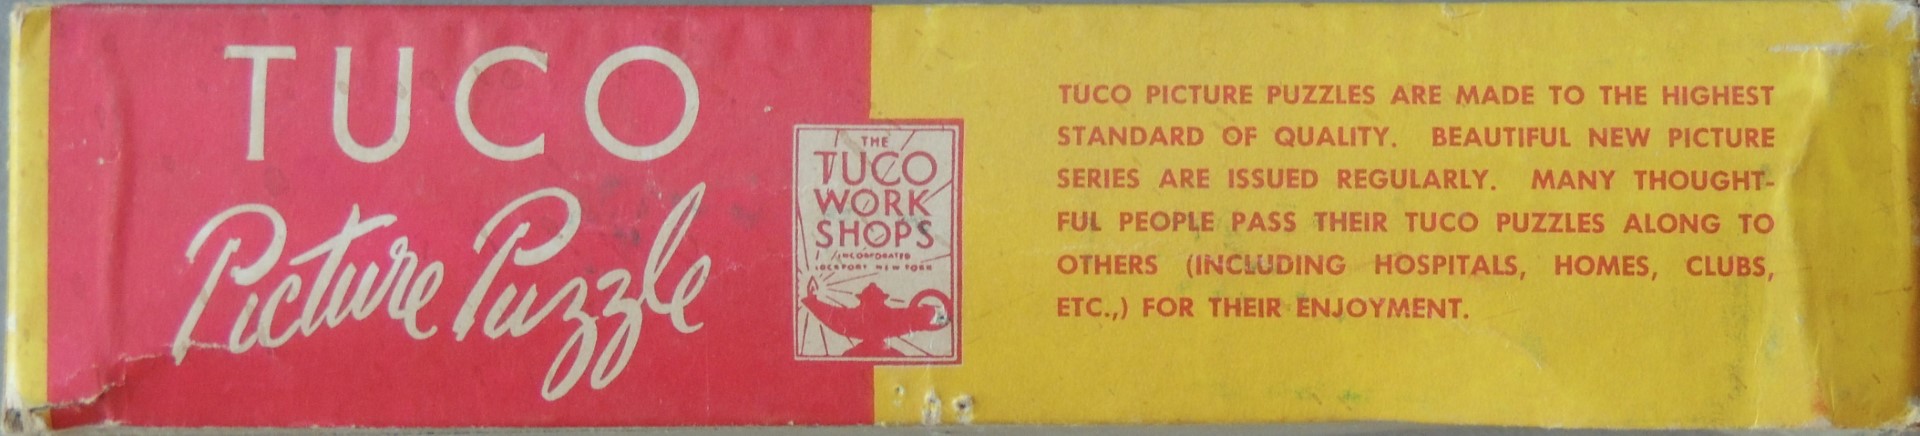 TUCO
Picture Puzzle
THE
TUCO
WORK
SHOPS
INCORPORATED
LOCKPORT NEW YORK
TUCO PICTURE PUZZLES ARE MADE TO THE HIGHEST
STANDARD OF QUALITY. BEAUTIFUL NEW PICTURE
SERIES ARE ISSUED REGULARLY. MANY THOUGHT-
FUL PEOPLE PASS THEIR TUCO PUZZLES ALONG TO
OTHERS (INCLUDING HOSPITALS, HOMES, CLUBS,
ETC.,) FOR THEIR ENJOYMENT.